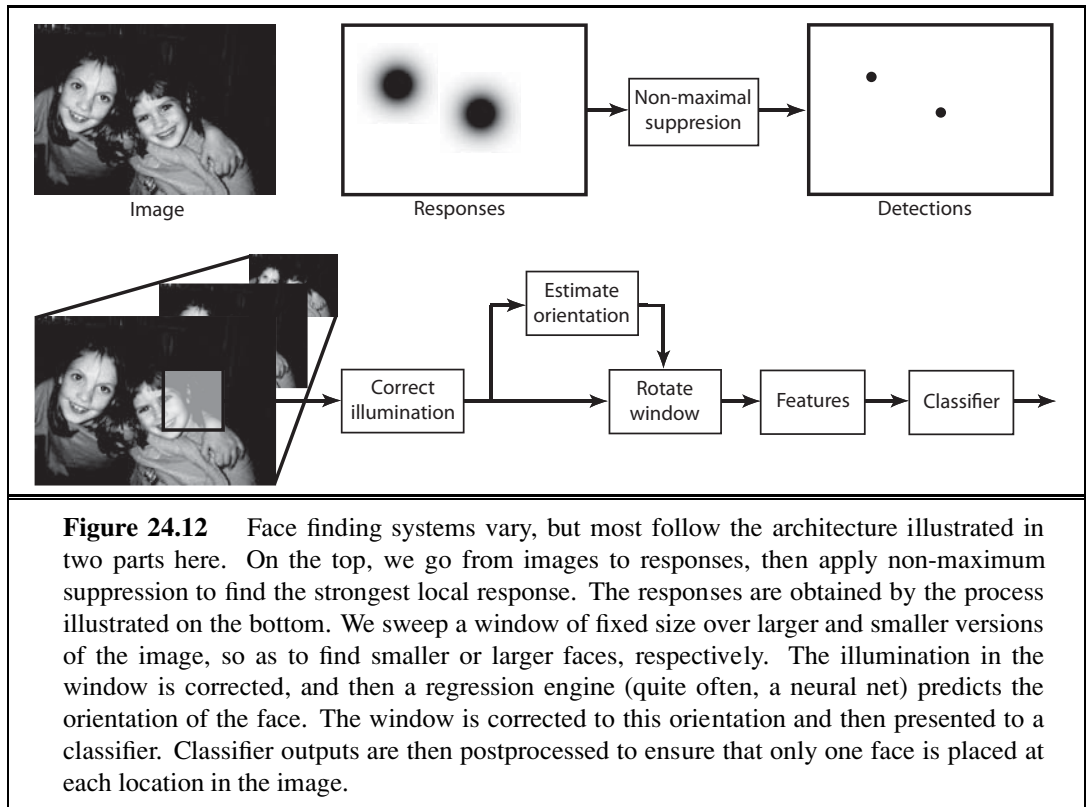 Image
Responses
Non-maximal
suppresion
Detections
Correct
illumination
Estimate
orientation
Rotate
window
Features
Classifier
Figure 24.12 Face finding systems vary, but most follow the architecture illustrated in
two parts here. On the top, we go from images to responses, then apply non-maximum
suppression to find the strongest local response. The responses are obtained by the process
illustrated on the bottom. We sweep a window of fixed size over larger and smaller versions
of the image, so as to find smaller or larger faces, respectively. The illumination in the
window is corrected, and then a regression engine (quite often, a neural net) predicts the
orientation of the face. The window is corrected to this orientation and then presented to a
classifier. Classifier outputs are then postprocessed to ensure that only one face is placed at
each location in the image.